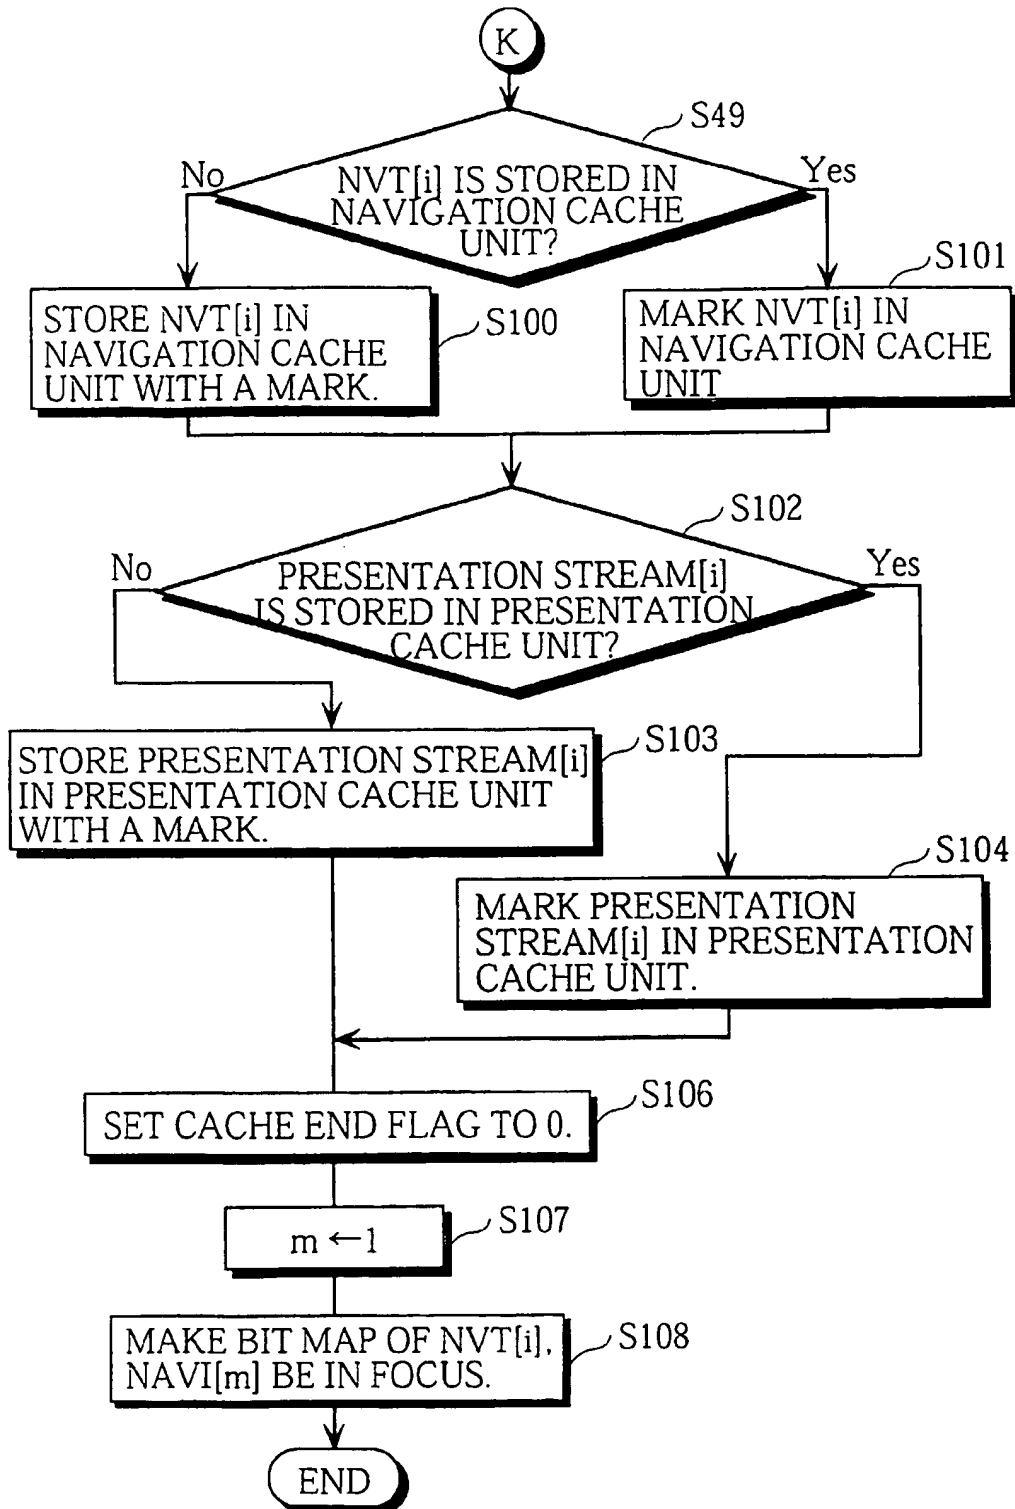 K
S49
No
Yes
NVT[i] IS STORED IN
NAVIGATION CACHE
UNIT?
S101
STORE NVT[i] IN
NAVIGATION CACHE
UNIT WITH A MARK.
S100
MARK NVT[i] IN
NAVIGATION CACHE
UNIT
S102
No
Yes
PRESENTATION STREAM[i]
IS STORED IN PRESENTATION
CACHE UNIT?
S103
STORE PRESENTATION STREAM[i]
IN PRESENTATION CACHE UNIT
WITH A MARK.
S104
MARK PRESENTATION
STREAM[i] IN PRESENTATION
CACHE UNIT.
S106
SET CACHE END FLAG TO 0.
S107
m ←1
S108
MAKE BIT MAP OF NVT[i],
NAVI[m] BE IN FOCUS.
END